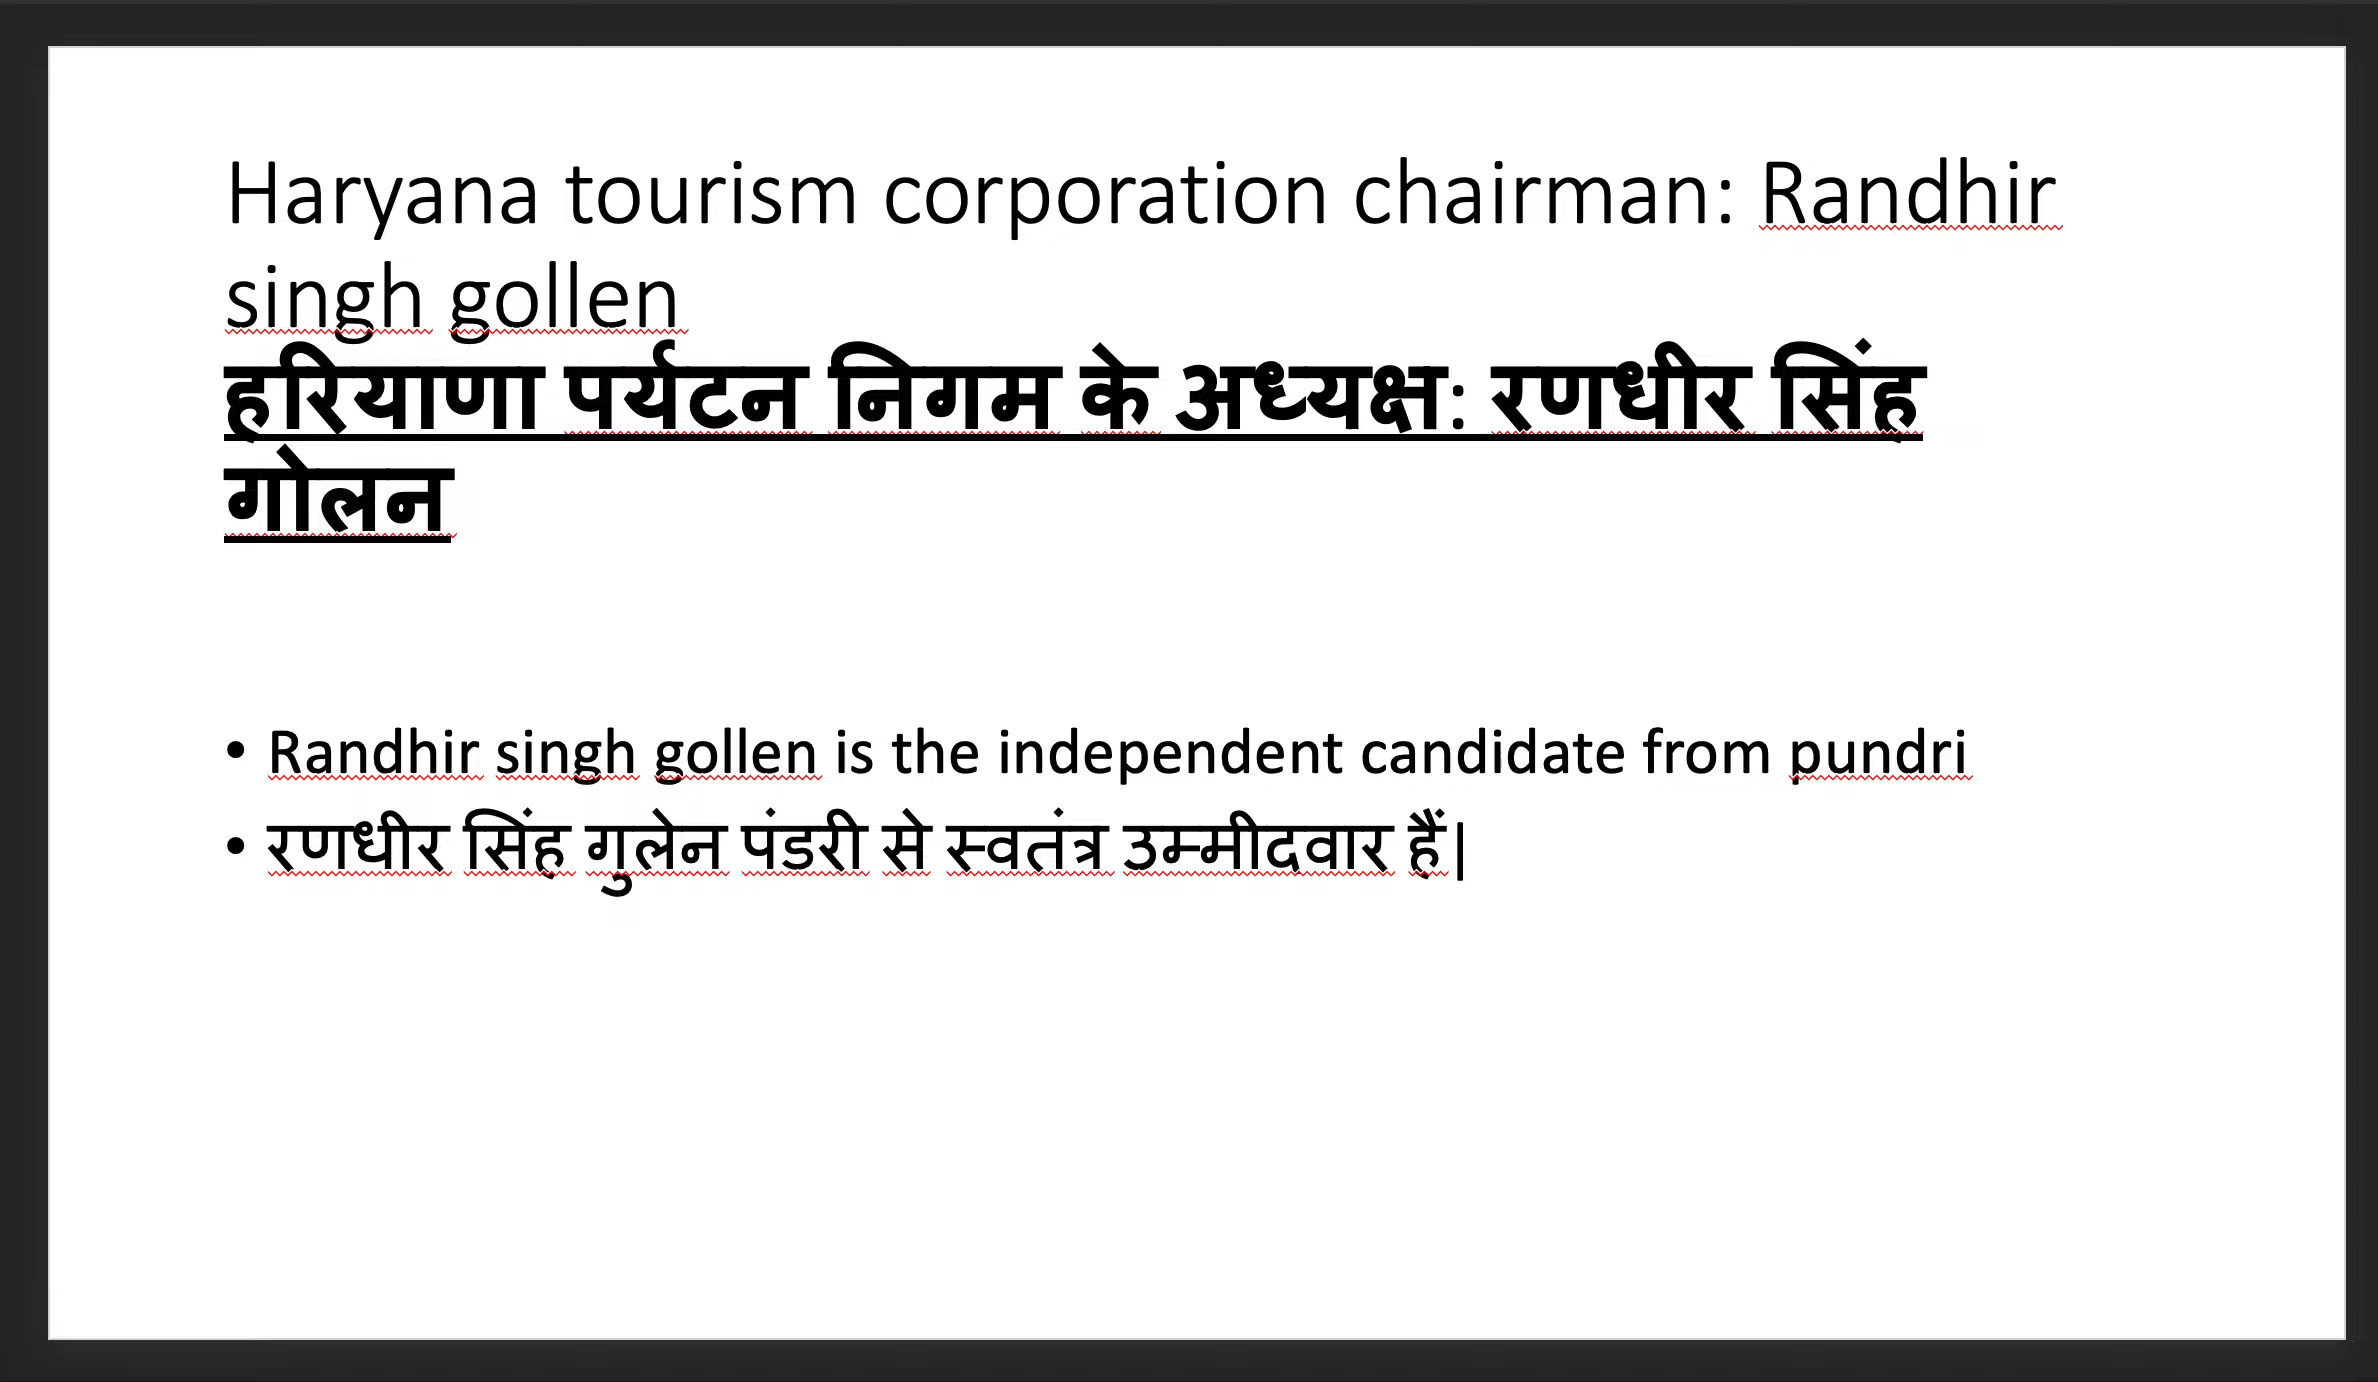 Haryana tourism corporation chairman: Randhir
singh gollen
हरियाणा पर्यटन निगम के अध्यक्ष: रणधीर सिंह
गोलन
• Randhir singh gollen is the independent candidate from pundri
• रणधीर सिंह गुलेन पंडरी से स्वतंत्र उम्मीदवार हैं|